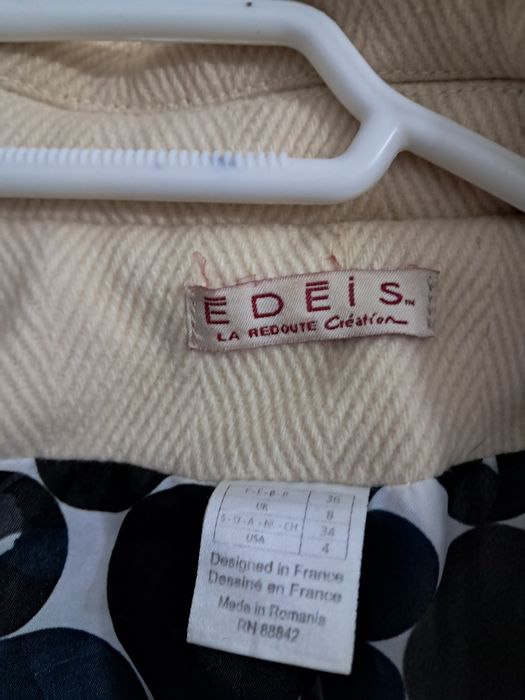 EDEiS™
LA REDOUTE Création
F-E-B-P 36
UK 8
S-D-A-NL-CH 34
USA 4
Designed in France
Dessiné en France
Made in Romania
RN 88842